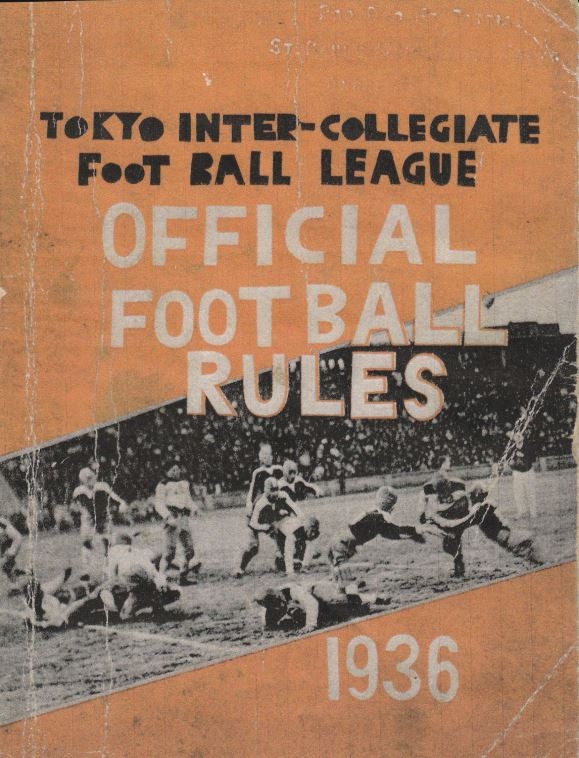 TOKYO INTER-COLLEGIATE
FOOT BALL LEAGUE
OFFICIAL
FOOT BALL
RULES
1936